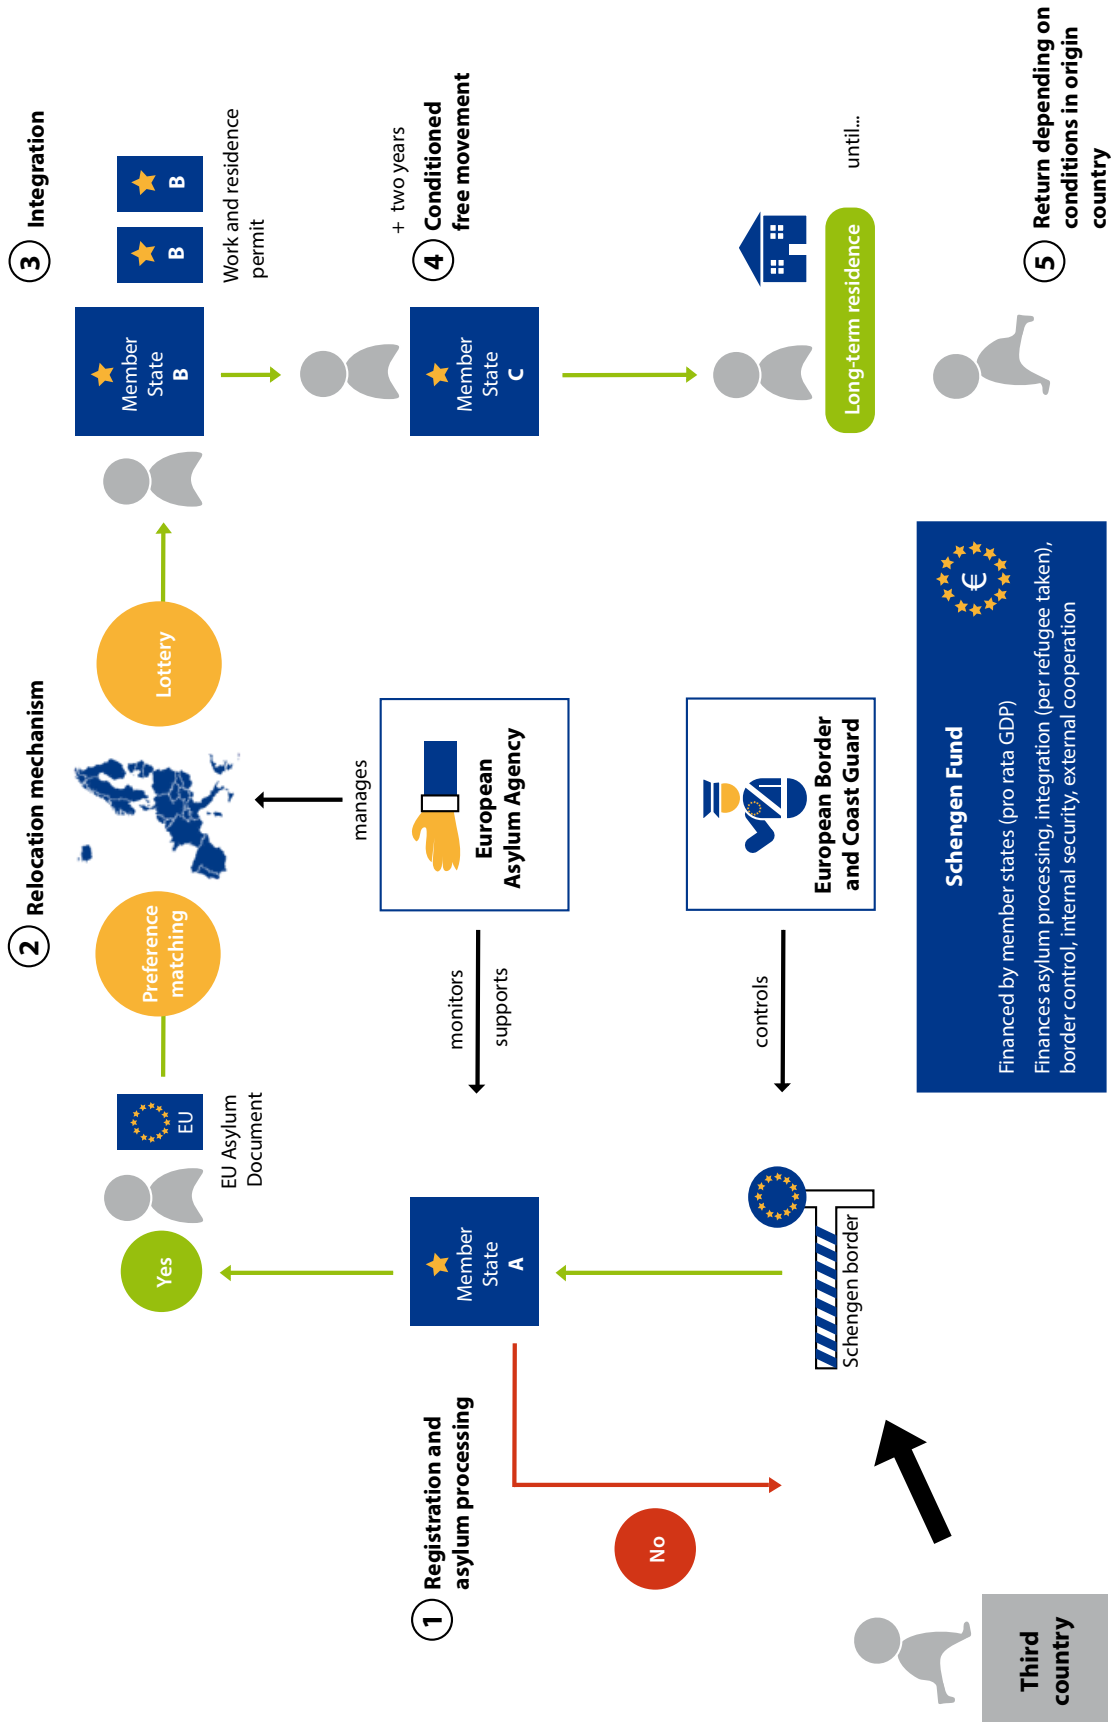 1
Registration and
asylum processing
Third
country
No
Schengen border
Member
State
A
Yes
EU
EU Asylum
Document
2
Relocation mechanism
Preference
matching
Lottery
manages
monitors
supports
European
Asylum Agency
controls
European Border
and Coast Guard
Schengen Fund
€
Financed by member states (pro rata GDP)
Finances asylum processing, integration (per refugee taken),
border control, internal security, external cooperation
3
Integration
Member
State
B
B
B
Work and residence
permit
+ two years
4
Conditioned
free movement
Member
State
C
Long-term residence
until...
5
Return depending on
conditions in origin
country